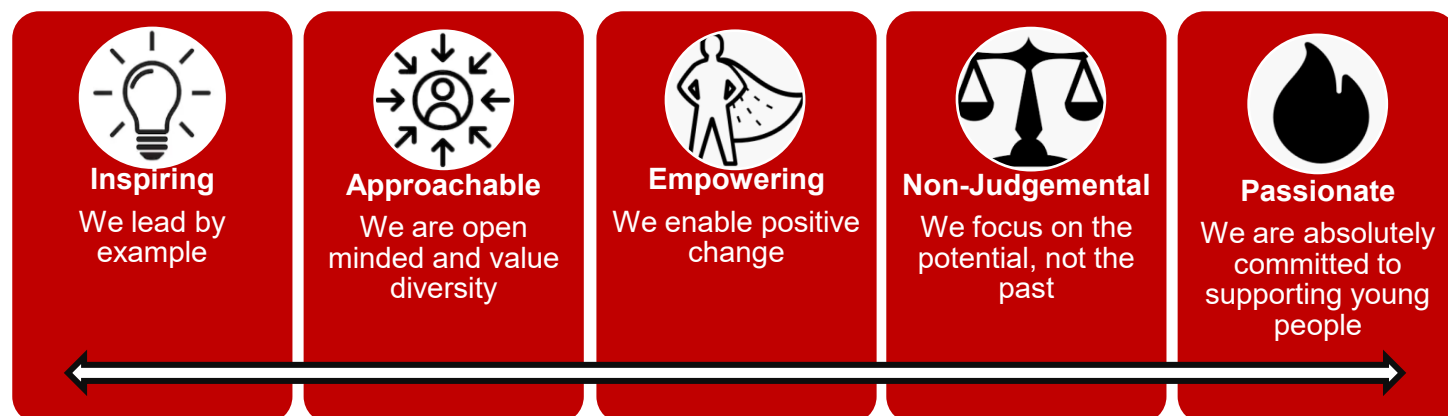 Inspiring
We lead by
example
Approachable
We are open
minded and value
diversity
Empowering
We enable positive
change
Non-Judgemental
We focus on the
potential, not the
past
Passionate
We are absolutely
committed to
supporting young
people